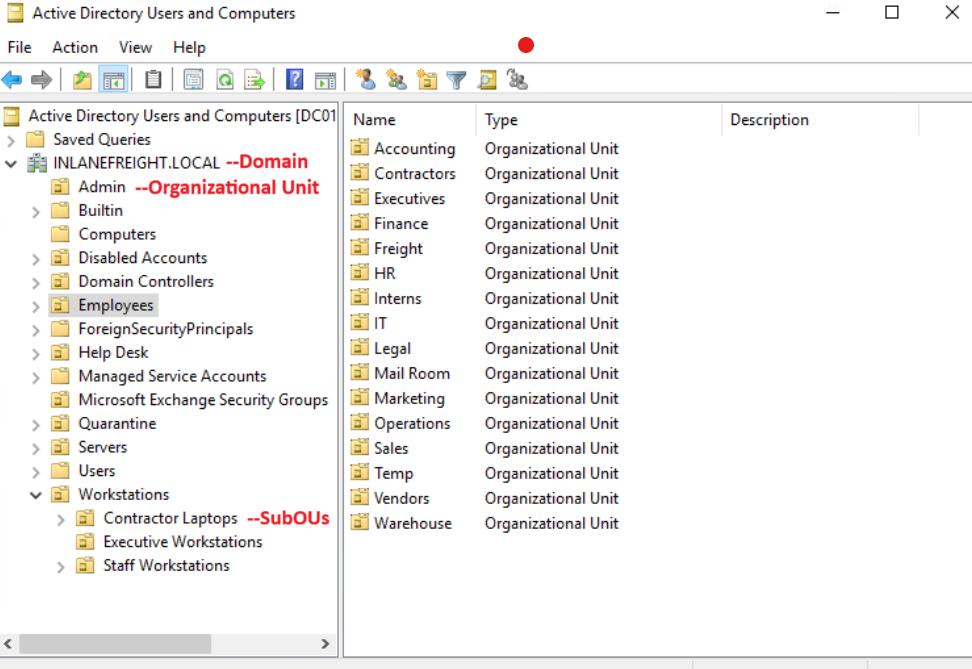 Active Directory Users and Computers
File Action View Help
Active Directory Users and Computers [DC01
Saved Queries
INLANEFREIGHT.LOCAL --Domain
Admin --Organizational Unit
Builtin
Computers
Disabled Accounts
Domain Controllers
Employees
ForeignSecurityPrincipals
Help Desk
Managed Service Accounts
Microsoft Exchange Security Groups
Quarantine
Servers
Users
Workstations
Contractor Laptops --SubOUs
Executive Workstations
Staff Workstations
Name Type Description
Accounting Organizational Unit
Contractors Organizational Unit
Executives Organizational Unit
Finance Organizational Unit
Freight Organizational Unit
HR Organizational Unit
Interns Organizational Unit
IT Organizational Unit
Legal Organizational Unit
Mail Room Organizational Unit
Marketing Organizational Unit
Operations Organizational Unit
Sales Organizational Unit
Temp Organizational Unit
Vendors Organizational Unit
Warehouse Organizational Unit